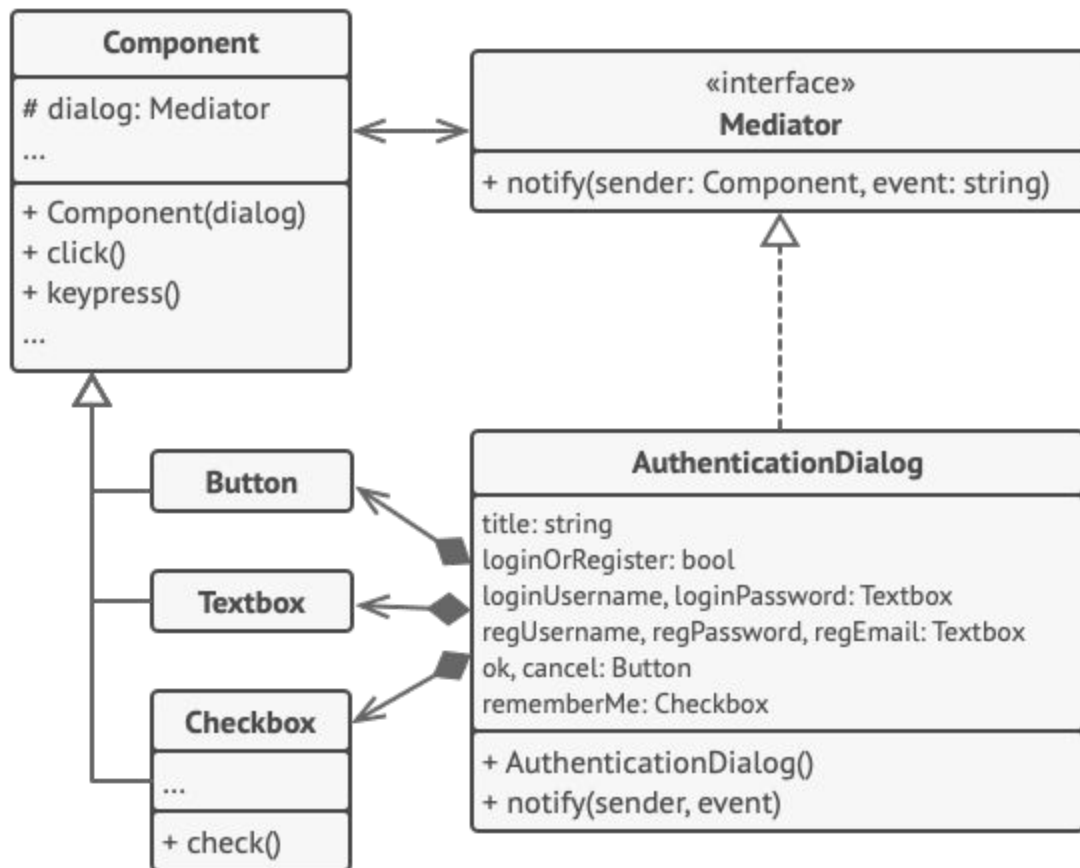 Component
# dialog: Mediator
...
+ Component(dialog)
+ click()
+ keypress()
...
«interface»
Mediator
+ notify(sender: Component, event: string)
Button
Textbox
Checkbox
...
+ check()
AuthenticationDialog
title: string
loginOrRegister: bool
loginUsername, loginPassword: Textbox
regUsername, regPassword, regEmail: Textbox
ok, cancel: Button
rememberMe: Checkbox
+ AuthenticationDialog()
+ notify(sender, event)